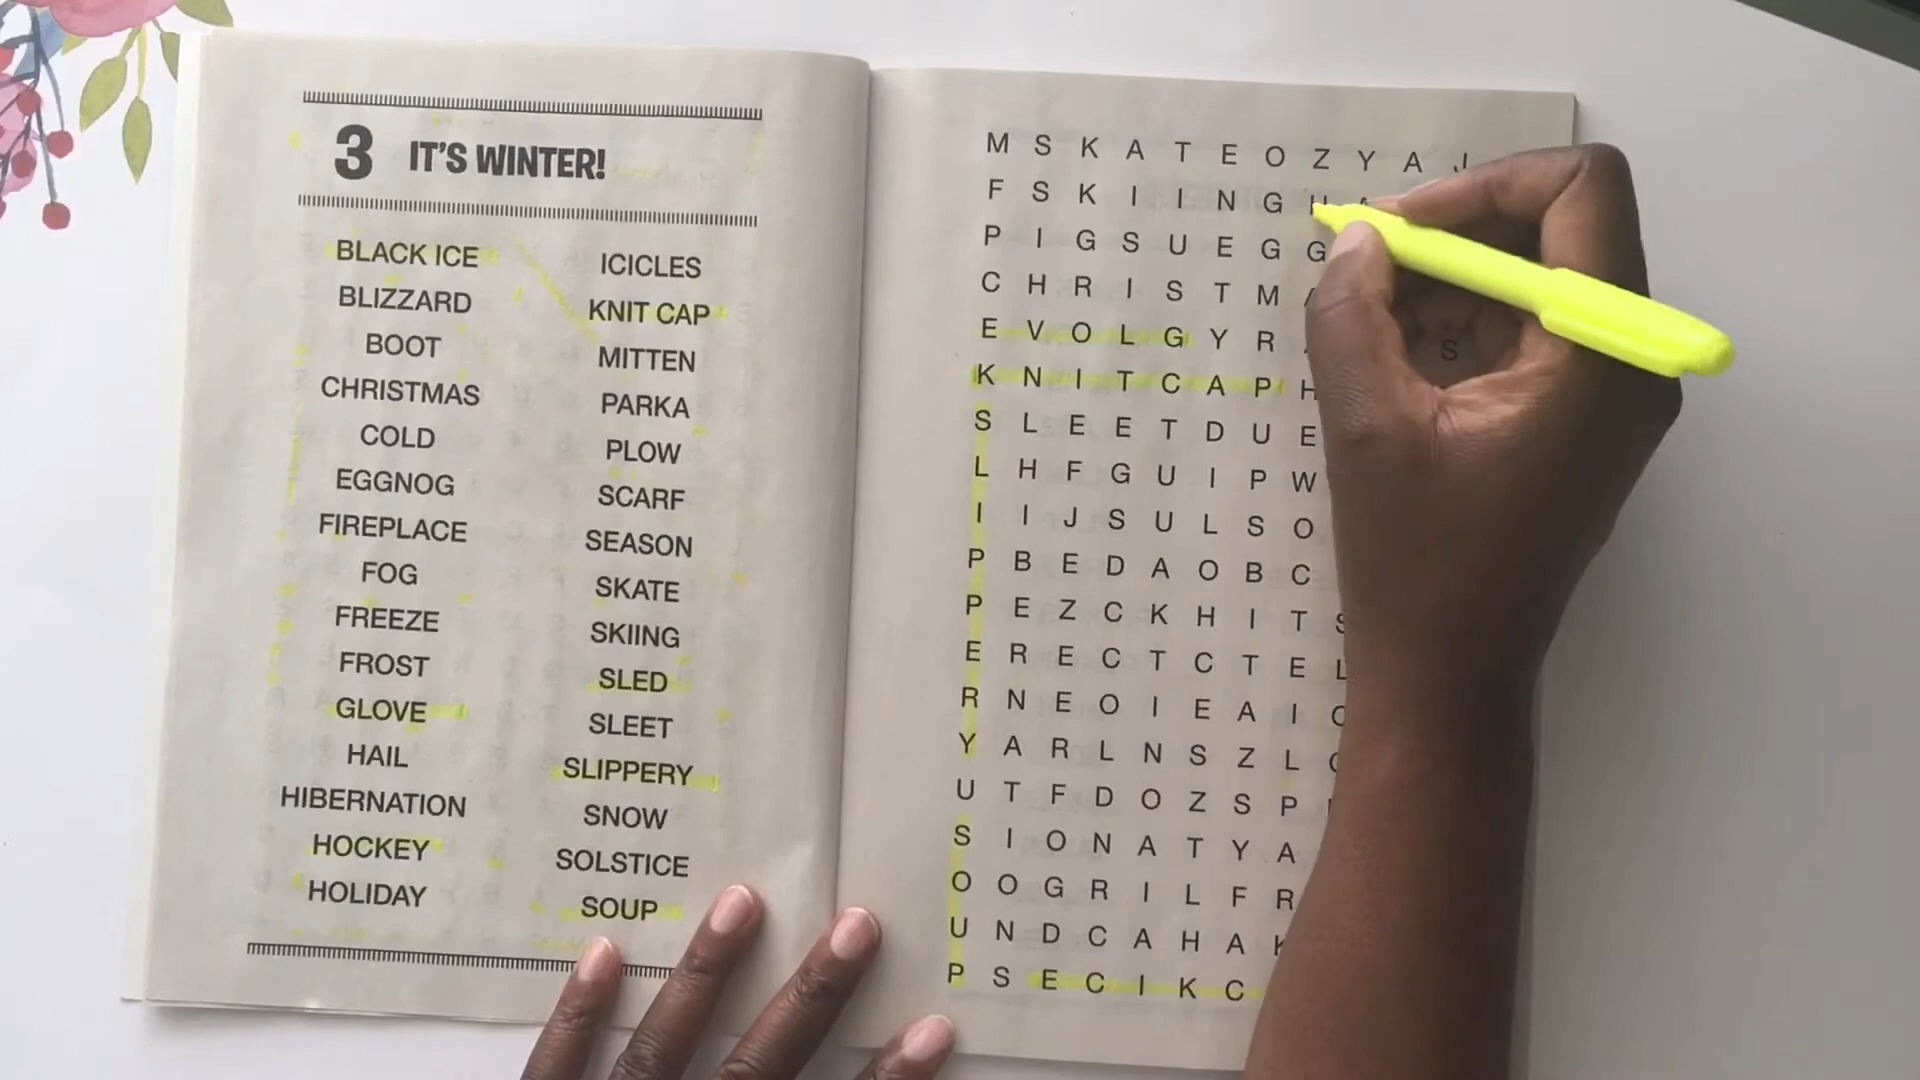 3 IT'S WINTER!
BLACK ICE
BLIZZARD
BOOT
CHRISTMAS
COLD
EGGNOG
FIREPLACE
FOG
FREEZE
FROST
GLOVE
HAIL
HIBERNATION
HOCKEY
HOLIDAY
ICICLES
KNIT CAP
MITTEN
PARKA
PLOW
SCARF
SEASON
SKATE
SKIING
SLED
SLEET
SLIPPERY
SNOW
SOLSTICE
SOUP
M S K A T E O Z Y A J
F S K I I N G
P I G S U E G G
C H R I S T M
E V O L G Y R
K N I T C A P H
S L E E T D U E
L H F G U I P W
I I J S U L S O
P B E D A O B C
P E Z C K H I T S
E R E C T C T E L
R N E O I E A I
Y A R L N S Z L
U T F D O Z S P
S I O N A T Y A
O O G R I L F R
U N D C A H A K
P S E C I K C